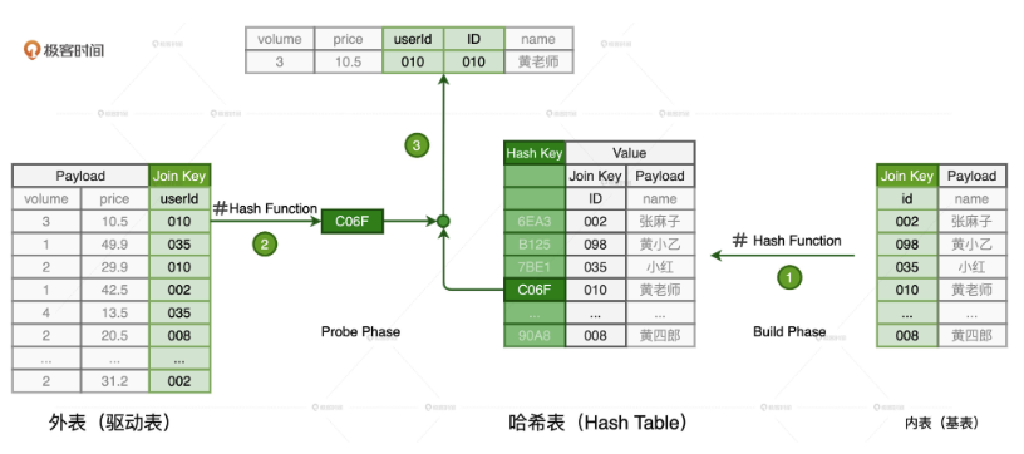 极客时间
volume price userId ID name
3 10.5 010 010 黄老师
3
Payload Join Key
volume price userId
3 10.5 010
1 49.9 035
2 29.9 010
1 42.5 002
4 13.5 035
2 20.5 008
... ... ...
2 31.2 002
外表（驱动表）
# Hash Function
2
C06F
Probe Phase
Hash Key Value
Join Key Payload
ID name
6EA3 002 张麻子
B125 098 黄小乙
7BE1 035 小红
C06F 010 黄老师
... ... ...
90A8 008 黄四郎
哈希表（Hash Table）
# Hash Function
1
Build Phase
Join Key Payload
id name
002 张麻子
098 黄小乙
035 小红
010 黄老师
... ...
008 黄四郎
内表（基表）